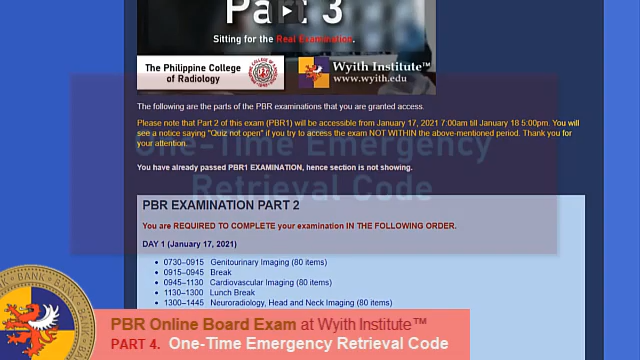 Part 3
Sitting for the Real Examination.
The Philippine College
of Radiology
Wyith Institute™
www.wyith.edu
The following are the parts of the PBR examinations that you are granted access.
Please note that Part 2 of this exam (PBR1) will be accessible from January 17, 2021 7:00am till January 18 5:00pm. You will
see a notice saying "Quiz not open" if you try to access the exam NOT WITHIN the above-mentioned period. Thank you for
your attention.
One-Time Emergency
Retrieval Code
You have already passed PBR1 EXAMINATION, hence section is not showing.
PBR EXAMINATION PART 2
You are REQUIRED TO COMPLETE your examination IN THE FOLLOWING ORDER.
DAY 1 (January 17, 2021)
0730–0915 Genitourinary Imaging (80 items)
0915–0945 Break
0945–1130 Cardiovascular Imaging (80 items)
1130–1300 Lunch Break
1300–1445 Neuroradiology, Head and Neck Imaging (80 items)
PBR Online Board Exam at Wyith Institute™
PART 4. One-Time Emergency Retrieval Code